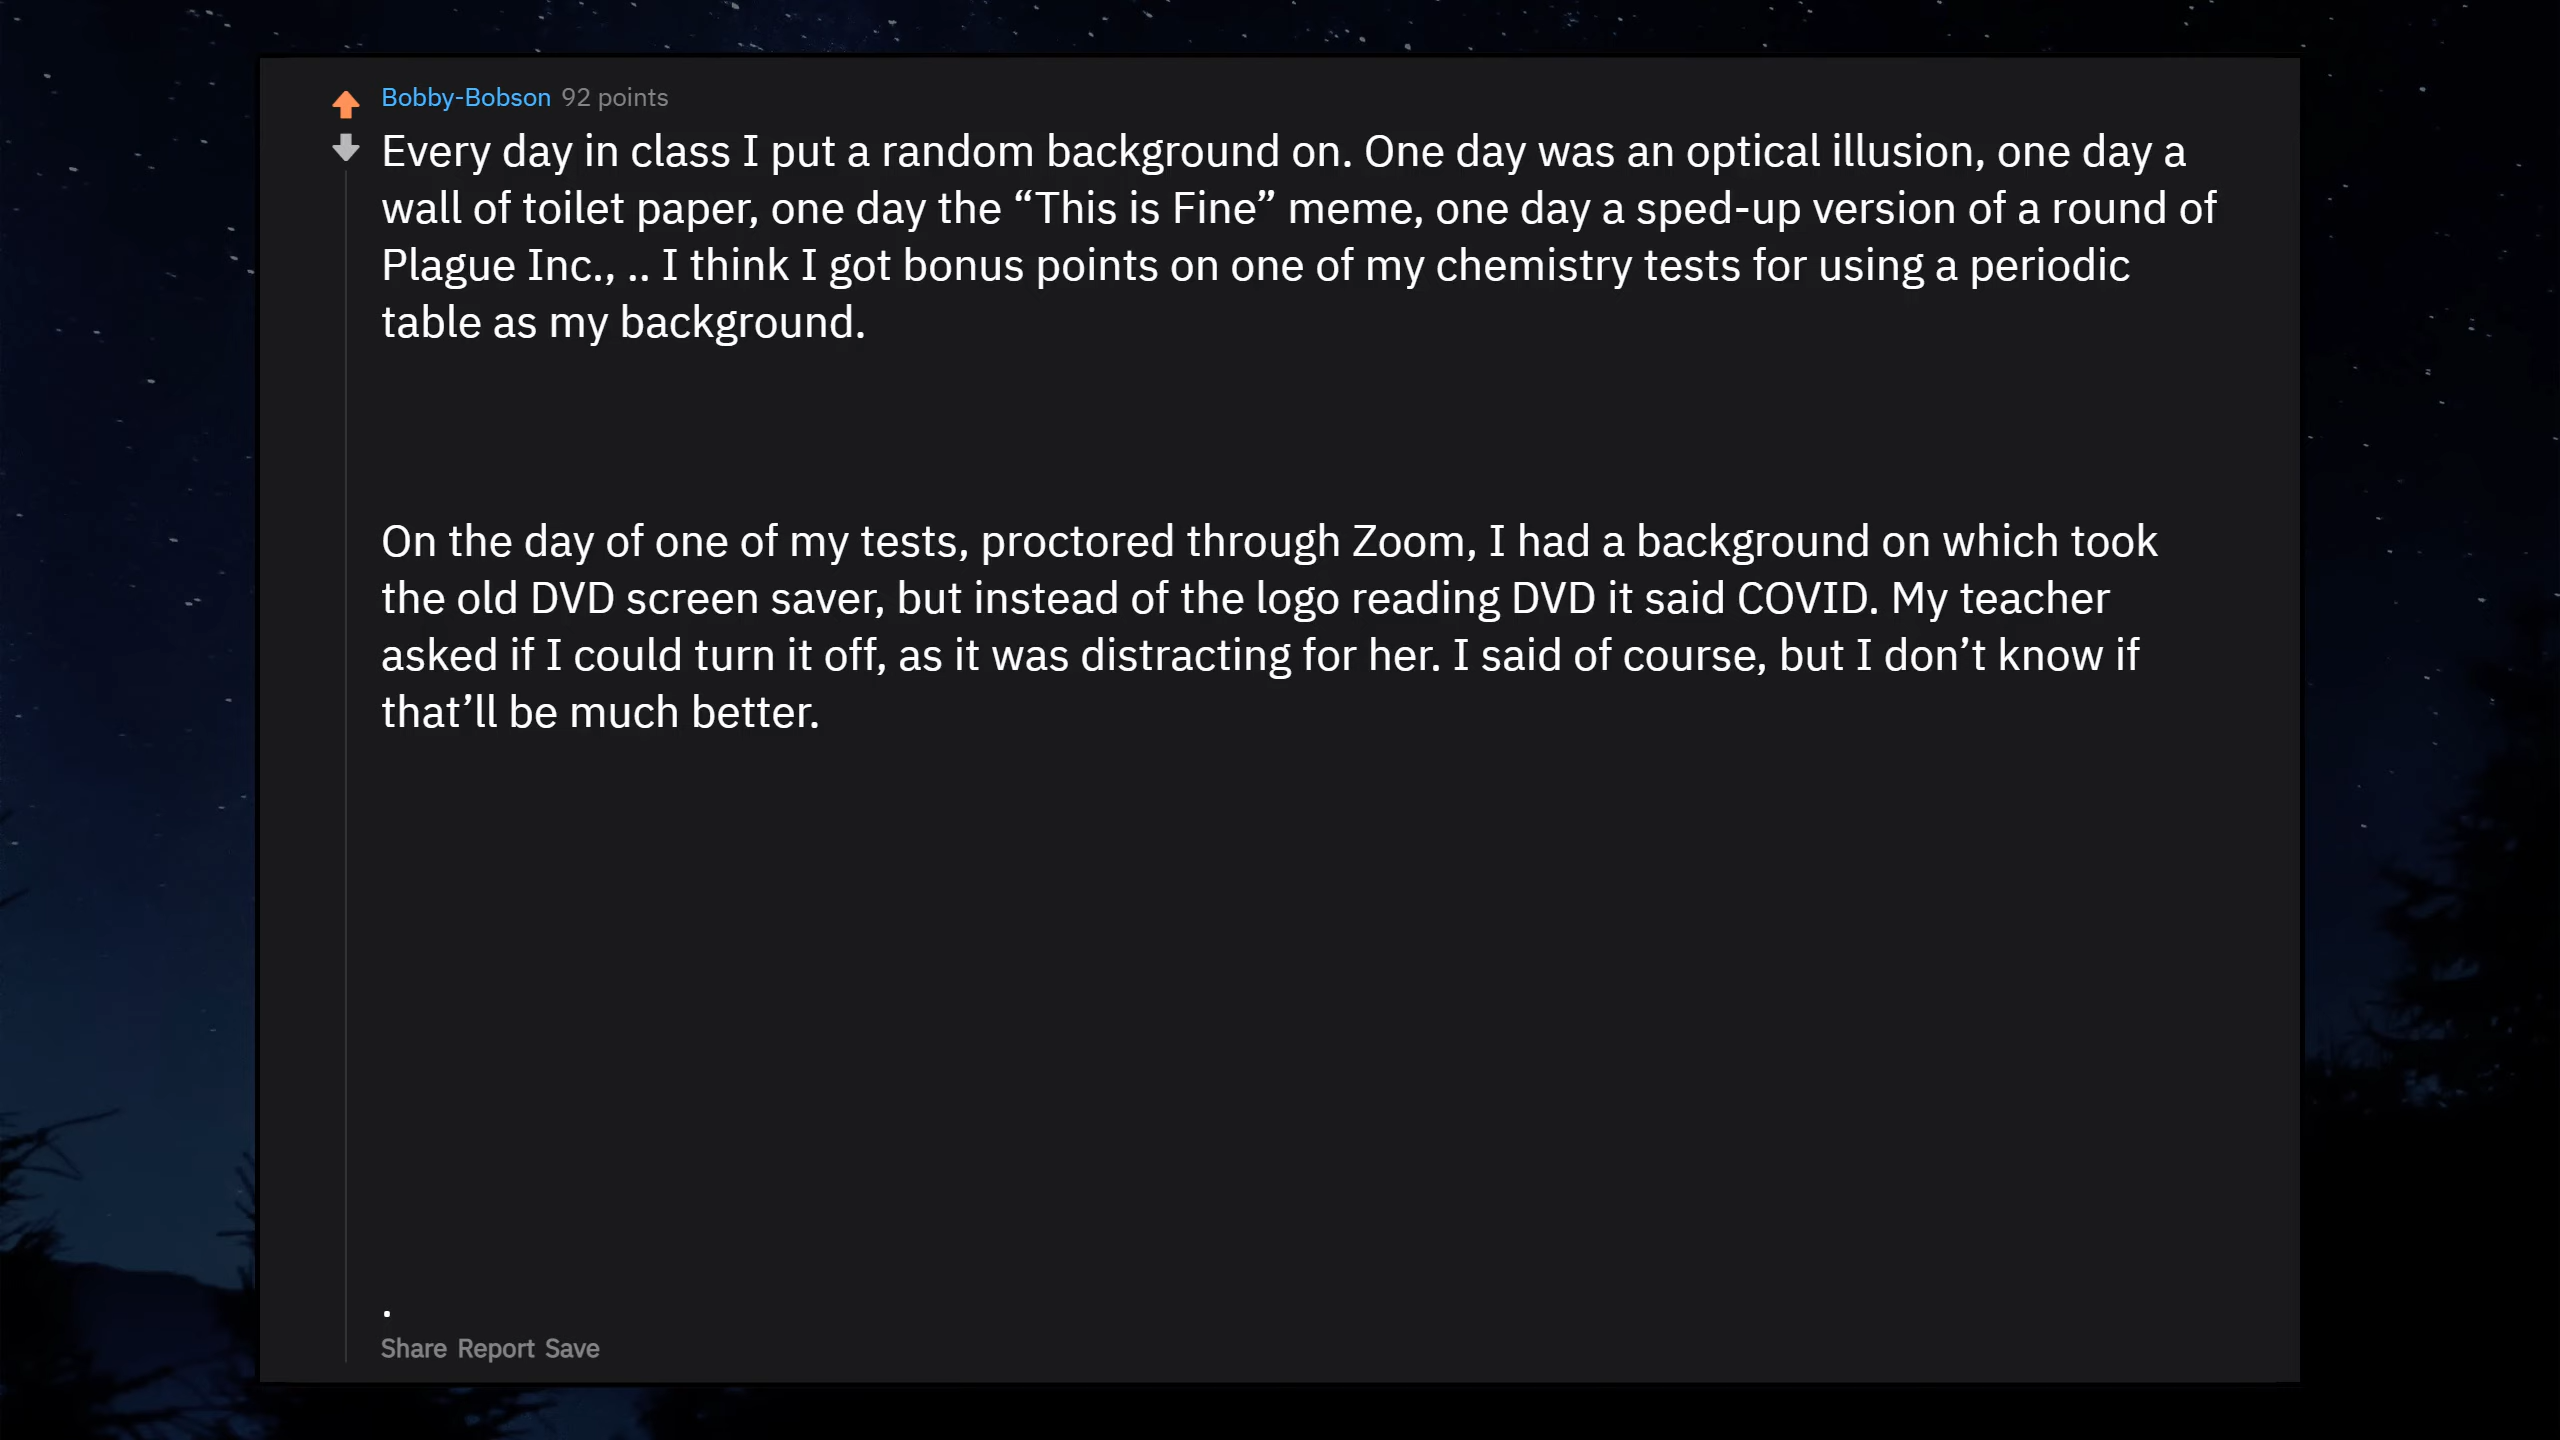 Bobby-Bobson 92 points
Every day in class I put a random background on. One day was an optical illusion, one day a
wall of toilet paper, one day the “This is Fine” meme, one day a sped-up version of a round of
Plague Inc., .. I think I got bonus points on one of my chemistry tests for using a periodic
table as my background.
On the day of one of my tests, proctored through Zoom, I had a background on which took
the old DVD screen saver, but instead of the logo reading DVD it said COVID. My teacher
asked if I could turn it off, as it was distracting for her. I said of course, but I don’t know if
that’ll be much better.
.
Share Report Save